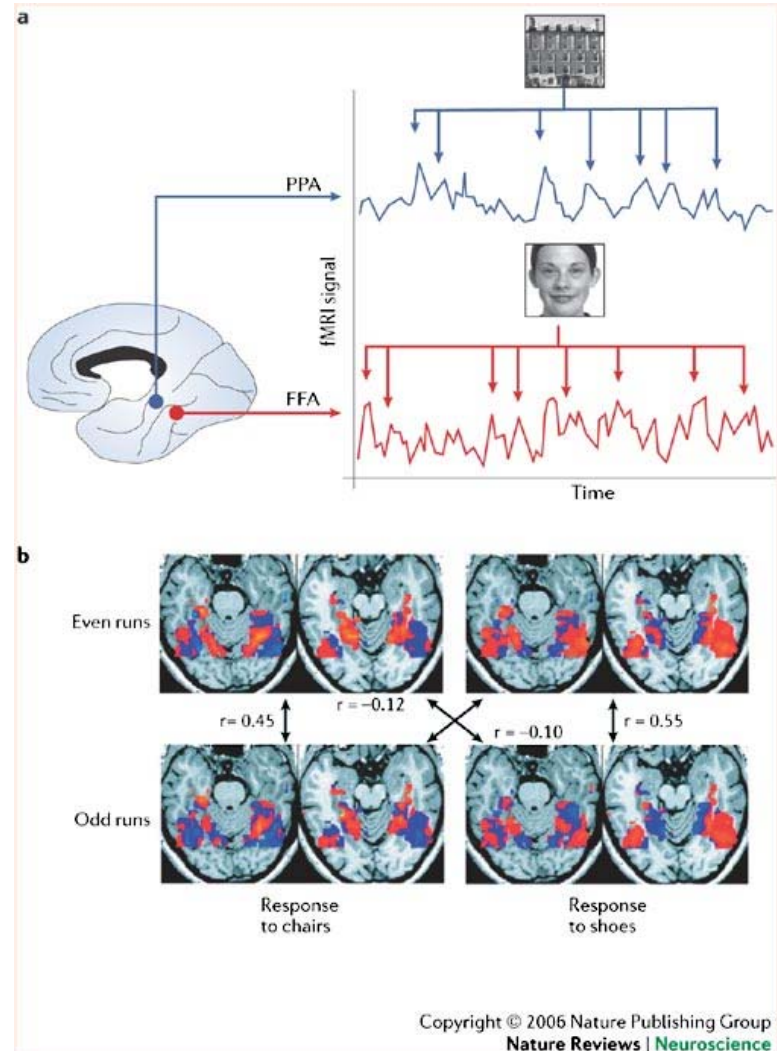 a
PPA
fMRI signal
FFA
Time
b
Even runs
r= 0.45
r = –0.12
r = –0.10
r = 0.55
Odd runs
Response
to chairs
Response
to shoes
Copyright © 2006 Nature Publishing Group
Nature Reviews | Neuroscience